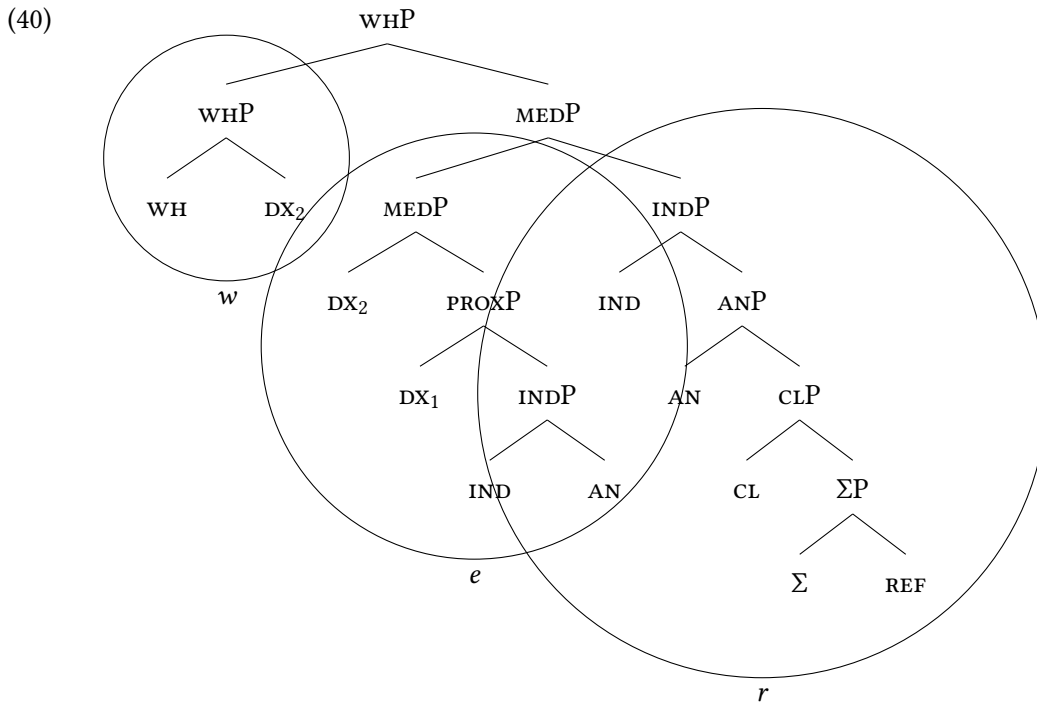 (40)
WHP
WHP MEDP
WH DX₂ MEDP INDP
w
DX₂ PROXP IND ANP
DX₁ INDP AN CLP
IND AN CL ΣP
e
Σ REF
r